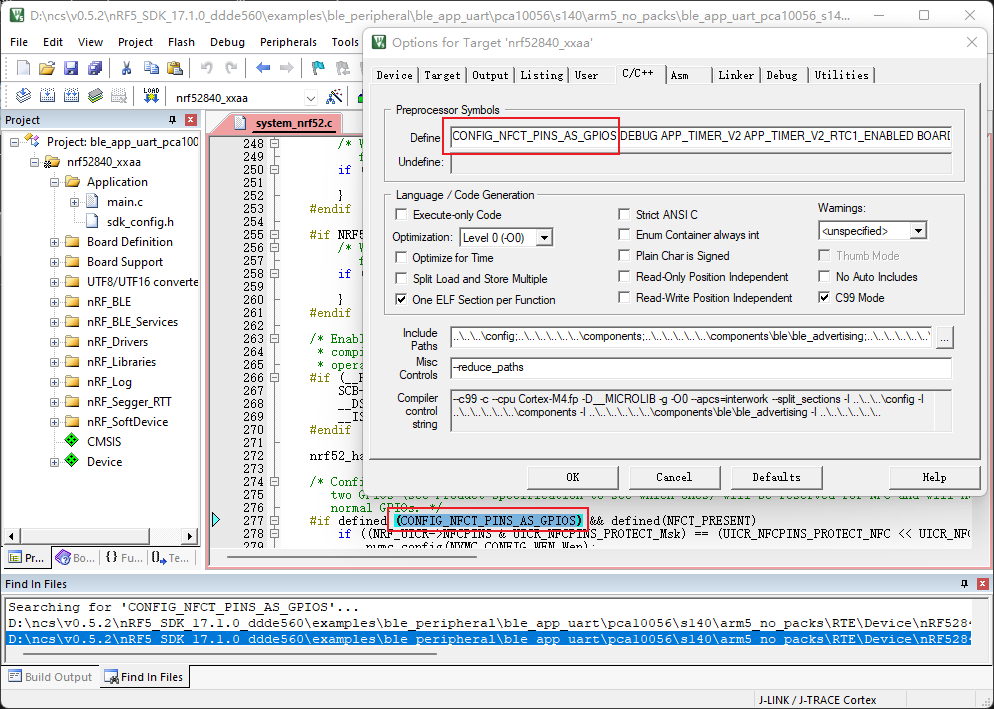 D:\ncs\v0.5.2\nRF5_SDK_17.1.0_ddde560\examples\ble_peripheral\ble_app_uart\pca10056\s140\arm5_no_packs\ble_app_uart_pca10056_s14...
File Edit View Project Flash Debug Peripherals Tools
Options for Target 'nrf52840_xxaa'
nrf52840_xxaa
LOAD
Device Target Output Listing User C/C++ Asm Linker Debug Utilities
Project
Project: ble_app_uart_pca100
nrf52840_xxaa
Application
main.c
sdk_config.h
Board Definition
Board Support
UTF8/UTF16 converte
nRF_BLE
nRF_BLE_Services
nRF_Drivers
nRF_Libraries
nRF_Log
nRF_Segger_RTT
nRF_SoftDevice
CMSIS
Device
Pr... Bo... {} Fu... Te...
system_nrf52.c
248 /* W
249 f
250 if
251
252 }
253 #endif
254
255 #if NRF5
256 /* W
257 f
258 if
259
260 }
261 #endif
262
263 /* Enabl
264 * compi
265 * opera
266 #if (__F
267 SCB-
268 __DS
269 __IS
270 #endif
271
272 nrf52_ha
273
274 /* Confi
275 two GPIOs (see Product Specification to see which ones) will be reserved for NFC and will n
276 normal GPIOs. */
277 #if defined (CONFIG_NFCT_PINS_AS_GPIOS) && defined(NFCT_PRESENT)
278 if ((NRF_UICR->NFCPINS & UICR_NFCPINS_PROTECT_Msk) == (UICR_NFCPINS_PROTECT_NFC << UICR_NFC
279 nvmc_config(NVMC_CONFIG_WEN_Wen);
Preprocessor Symbols
Define: CONFIG_NFCT_PINS_AS_GPIOS DEBUG APP_TIMER_V2 APP_TIMER_V2_RTC1_ENABLED BOARD
Undefine:
Language / Code Generation
Execute-only Code
Optimization: Level 0 (-O0)
Optimize for Time
Split Load and Store Multiple
One ELF Section per Function
Strict ANSI C
Enum Container always int
Plain Char is Signed
Read-Only Position Independent
Read-Write Position Independent
Warnings:
<unspecified>
Thumb Mode
No Auto Includes
C99 Mode
Include Paths ..\..\..\config;..\..\..\..\..\..\components;..\..\..\..\..\..\components\ble\ble_advertising;..\..\..\..\..\.. ...
Misc Controls --reduce_paths
Compiler control string --c99 -c --cpu Cortex-M4.fp -D__MICROLIB -g -O0 --apcs=interwork --split_sections -I ..\..\..\config -I
..\..\..\..\..\..\components -I ..\..\..\..\..\..\components\ble\ble_advertising -I ..\..\..\..\..
OK Cancel Defaults Help
Find In Files
Searching for 'CONFIG_NFCT_PINS_AS_GPIOS'...
D:\ncs\v0.5.2\nRF5_SDK_17.1.0_ddde560\examples\ble_peripheral\ble_app_uart\pca10056\s140\arm5_no_packs\RTE\Device\nRF5284
D:\ncs\v0.5.2\nRF5_SDK_17.1.0_ddde560\examples\ble_peripheral\ble_app_uart\pca10056\s140\arm5_no_packs\RTE\Device\nRF5284
Build Output Find In Files
J-LINK / J-TRACE Cortex